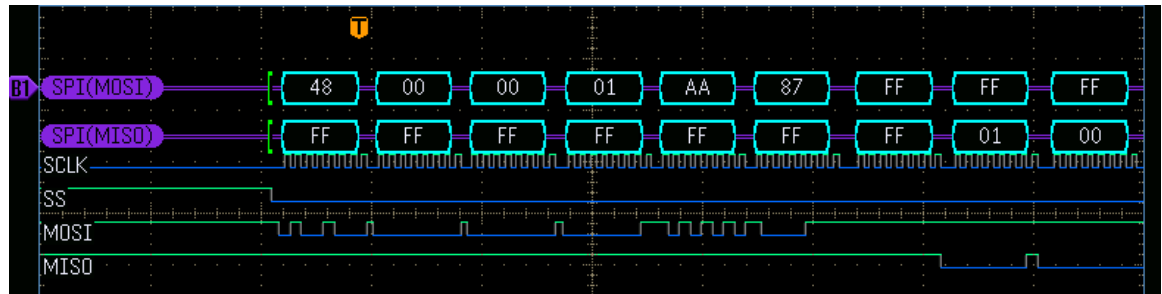 T
B1 SPI(MOSI) 48 00 00 01 AA 87 FF FF FF
SPI(MISO) FF FF FF FF FF FF FF 01 00
SCLK
SS
MOSI
MISO